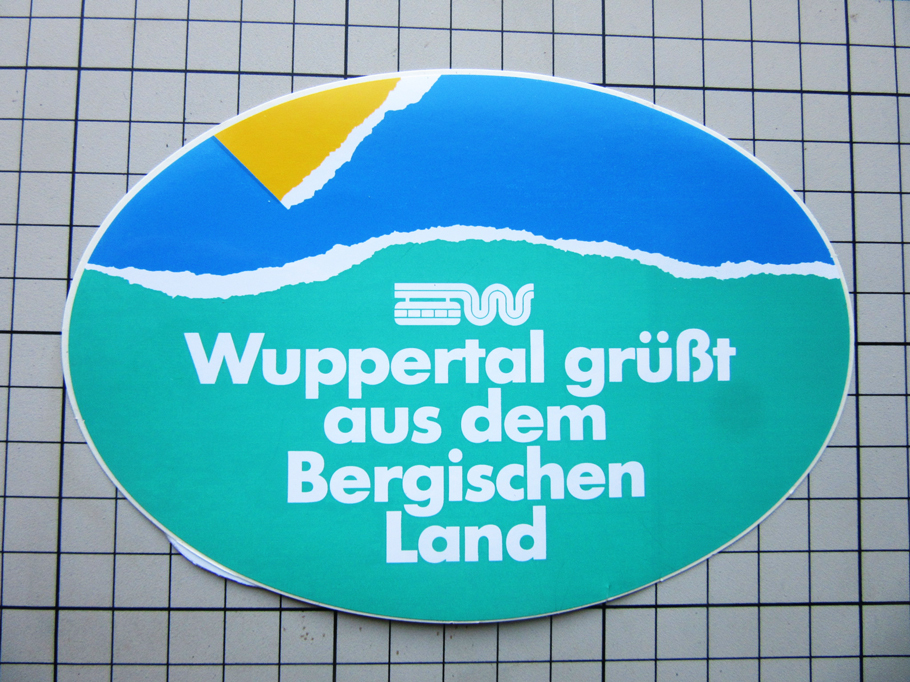 Wuppertal grüßt
aus dem
Bergischen
Land